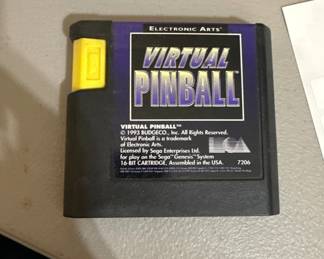 ELECTRONIC ARTS®
VIRTUAL
PINBALL™
VIRTUAL PINBALL™
© 1993 BUDGECO., Inc. All Rights Reserved.
Virtual Pinball is a trademark
of Electronic Arts.
Licensed by Sega Enterprises Ltd.
for play on the Sega™ Genesis™ System
16-BIT CARTRIDGE. Assembled in the USA.
7206